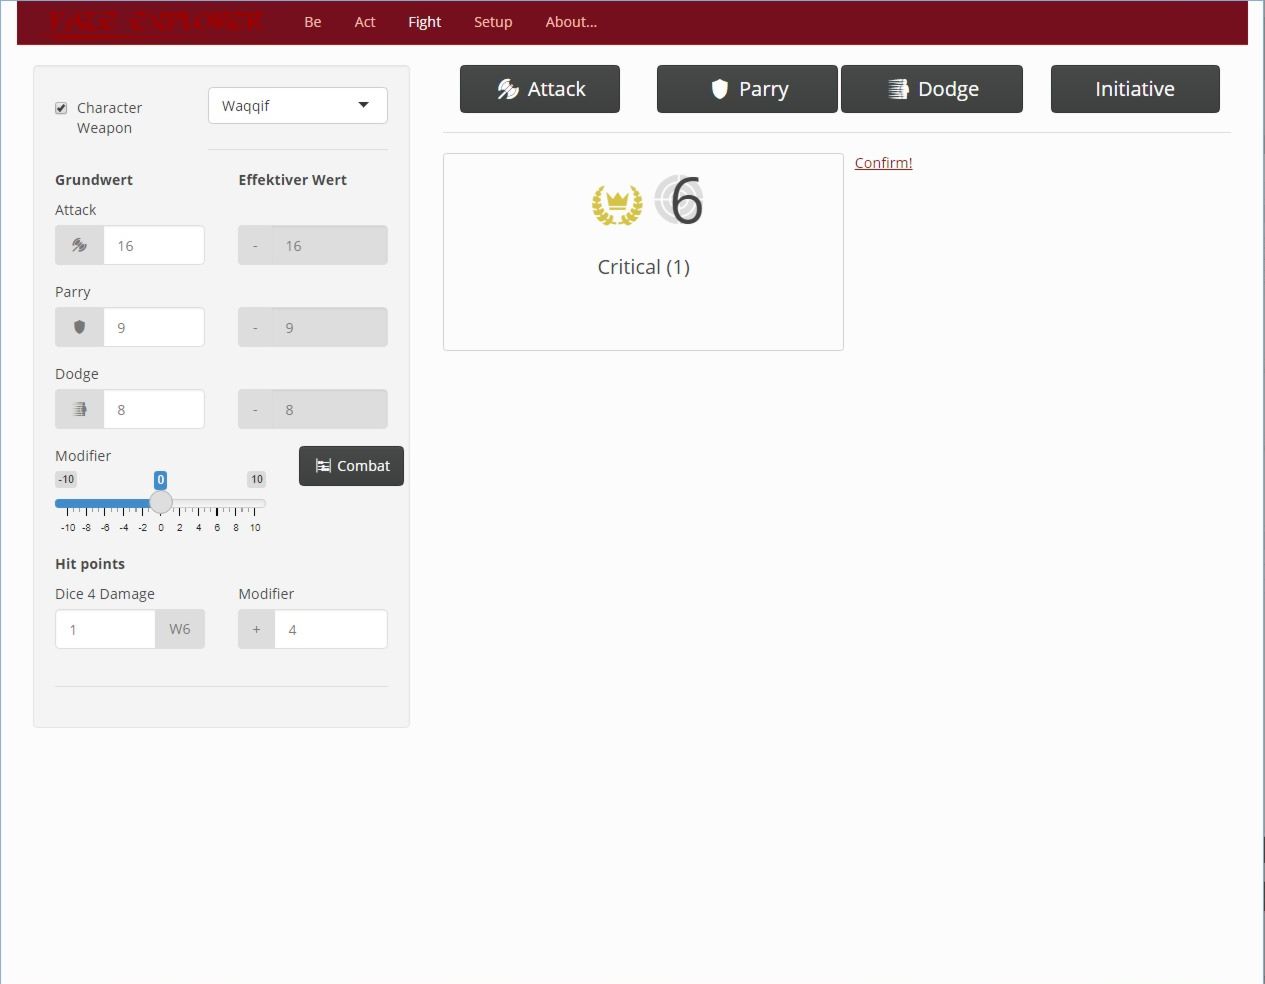 Be Act Fight Setup About...
Character
Weapon
Waqqif
Attack Parry Dodge Initiative
Grundwert Effektiver Wert
Attack
16 - 16
Parry
9 - 9
Dodge
8 - 8
Modifier
-10 0 10
-10 -8 -6 -4 -2 0 2 4 6 8 10
Combat
Hit points
Dice 4 Damage Modifier
1 W6 + 4
6
Critical (1)
Confirm!